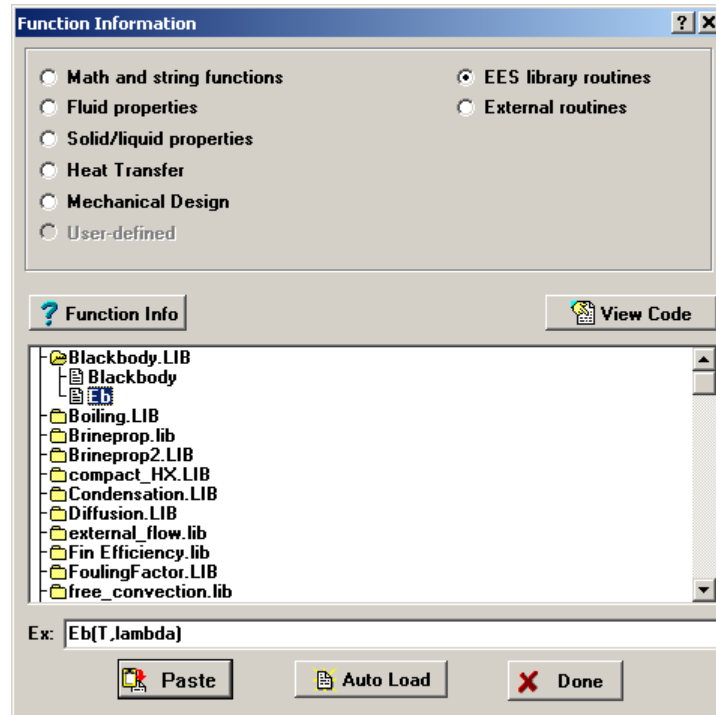 Function Information
Math and string functions
EES library routines
Fluid properties
External routines
Solid/liquid properties
Heat Transfer
Mechanical Design
User-defined
Function Info
View Code
Blackbody.LIB
Blackbody
Eb
Boiling.LIB
Brineprop.lib
Brineprop2.LIB
compact_HX.LIB
Condensation.LIB
Diffusion.LIB
external_flow.lib
Fin Efficiency.lib
FoulingFactor.LIB
free_convection.lib
Ex: Eb(T,lambda)
Paste
Auto Load
Done